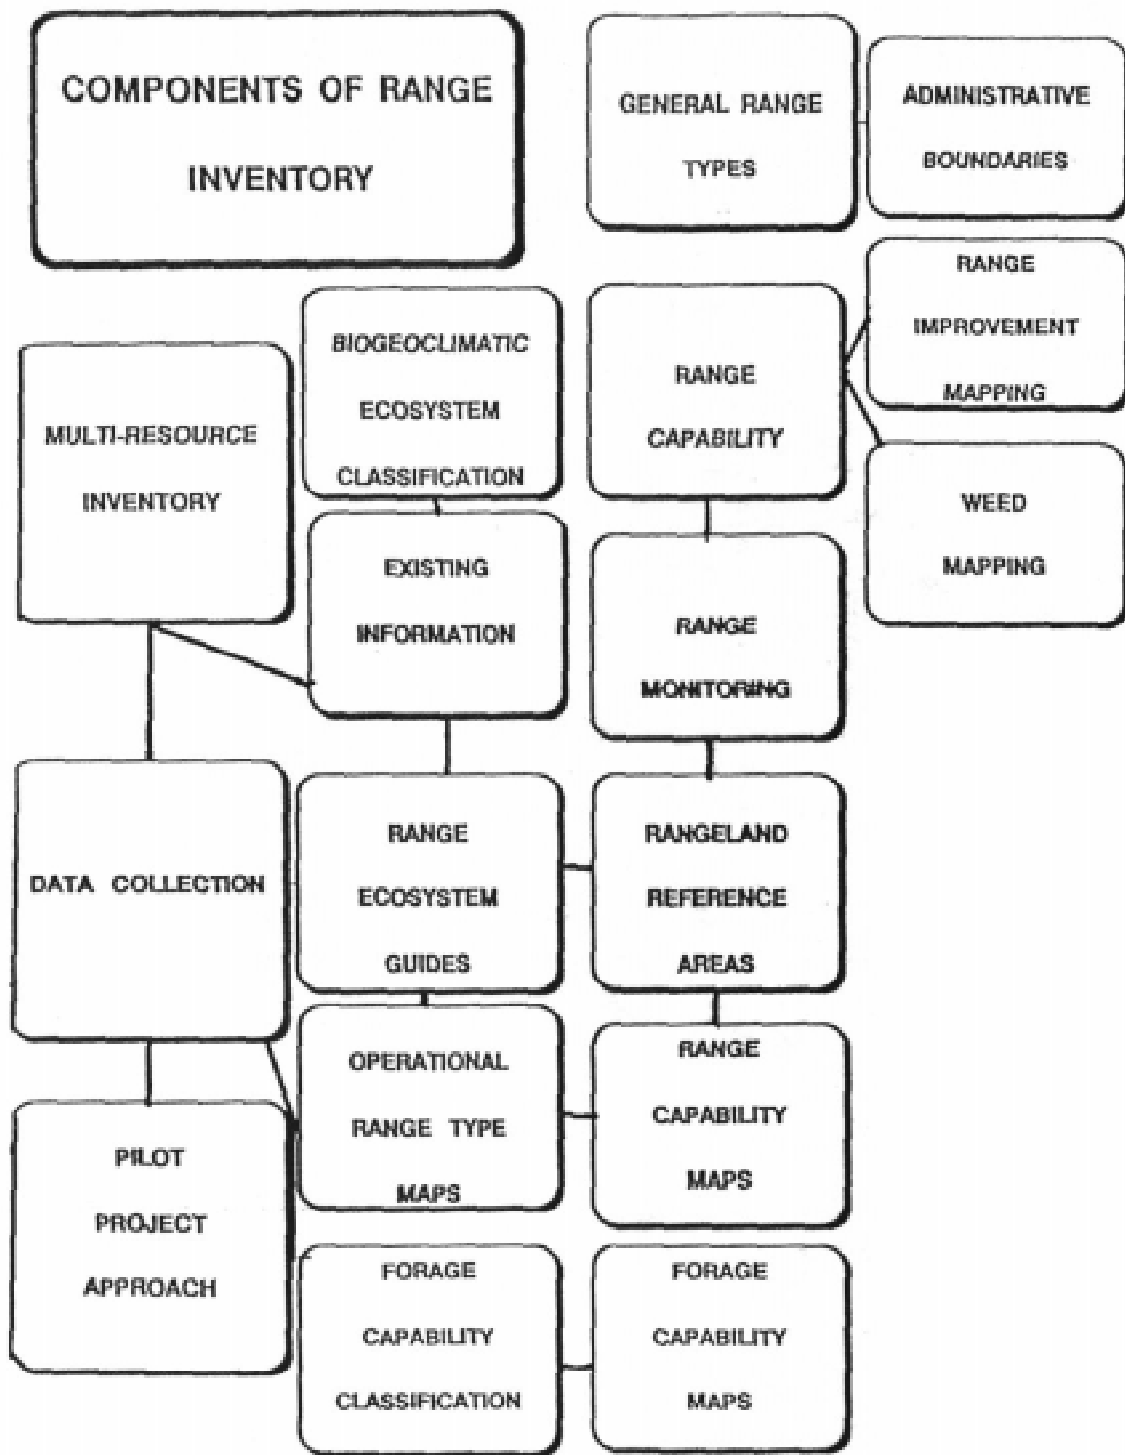 COMPONENTS OF RANGE
INVENTORY
GENERAL RANGE
TYPES
ADMINISTRATIVE
BOUNDARIES
RANGE
IMPROVEMENT
MAPPING
BIOGEOCLIMATIC
ECOSYSTEM
CLASSIFICATION
RANGE
CAPABILITY
MULTI-RESOURCE
INVENTORY
WEED
MAPPING
EXISTING
INFORMATION
RANGE
MONITORING
DATA COLLECTION
RANGE
ECOSYSTEM
GUIDES
RANGELAND
REFERENCE
AREAS
OPERATIONAL
RANGE TYPE
MAPS
RANGE
CAPABILITY
MAPS
PILOT
PROJECT
APPROACH
FORAGE
CAPABILITY
CLASSIFICATION
FORAGE
CAPABILITY
MAPS